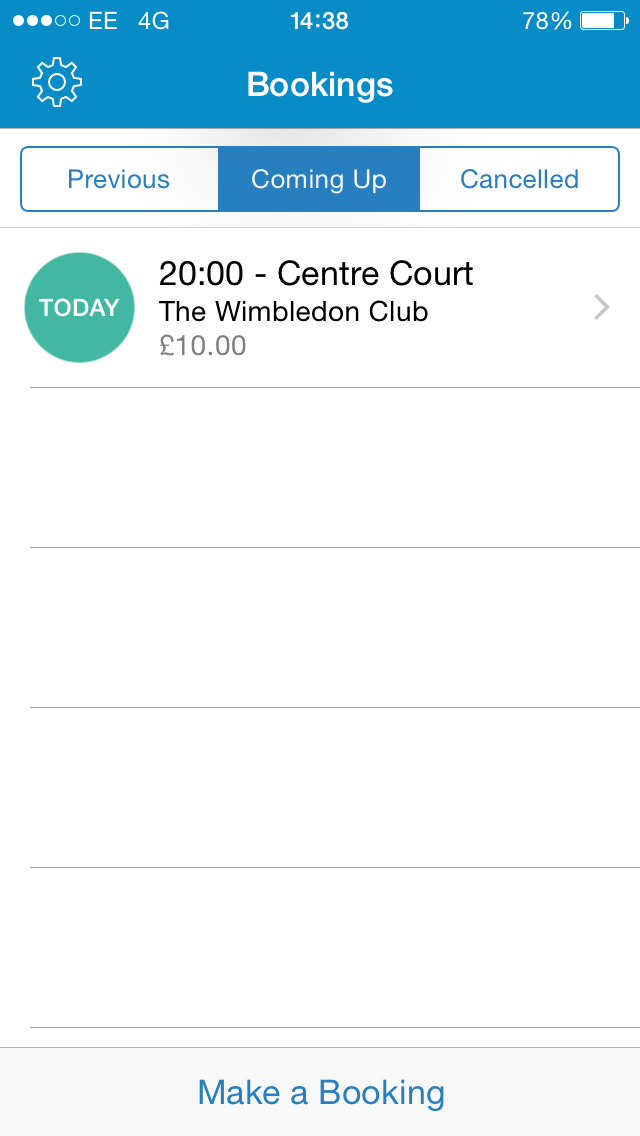 EE 4G 14:38 78%
Bookings
Previous Coming Up Cancelled
TODAY
20:00 - Centre Court
The Wimbledon Club
£10.00
Make a Booking